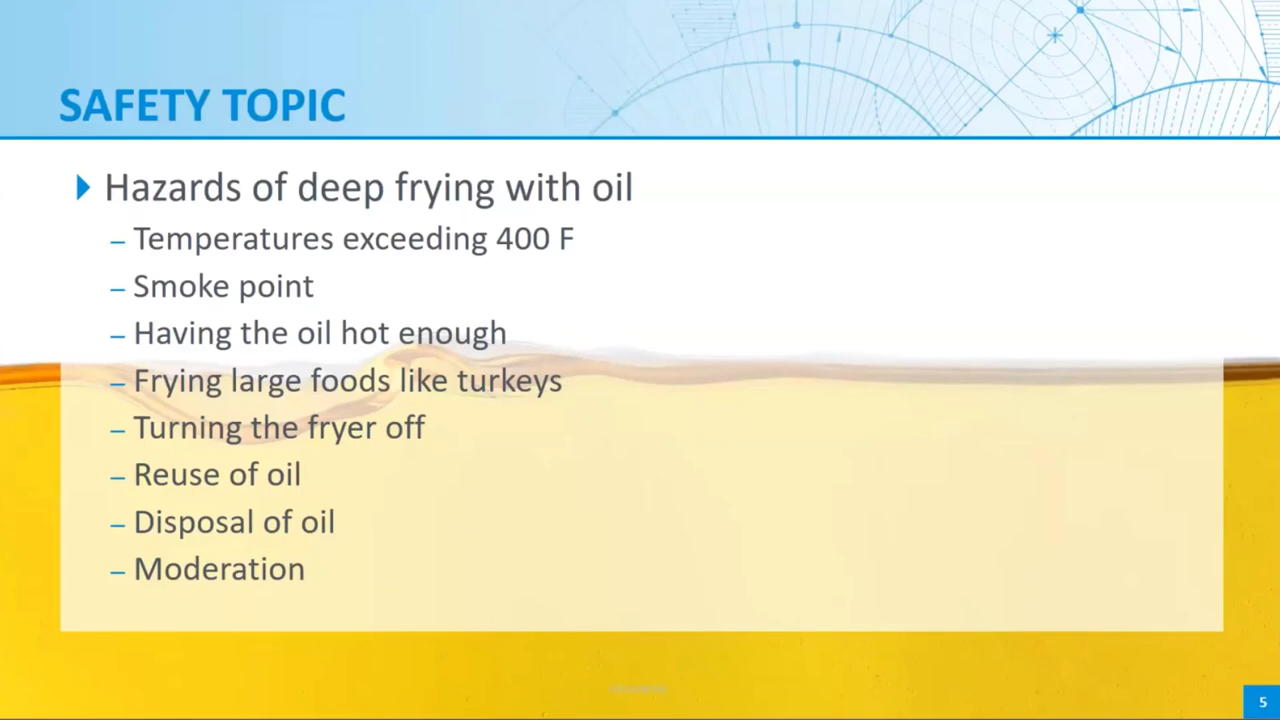 SAFETY TOPIC
Hazards of deep frying with oil
– Temperatures exceeding 400 F
– Smoke point
– Having the oil hot enough
– Frying large foods like turkeys
– Turning the fryer off
– Reuse of oil
– Disposal of oil
– Moderation
5